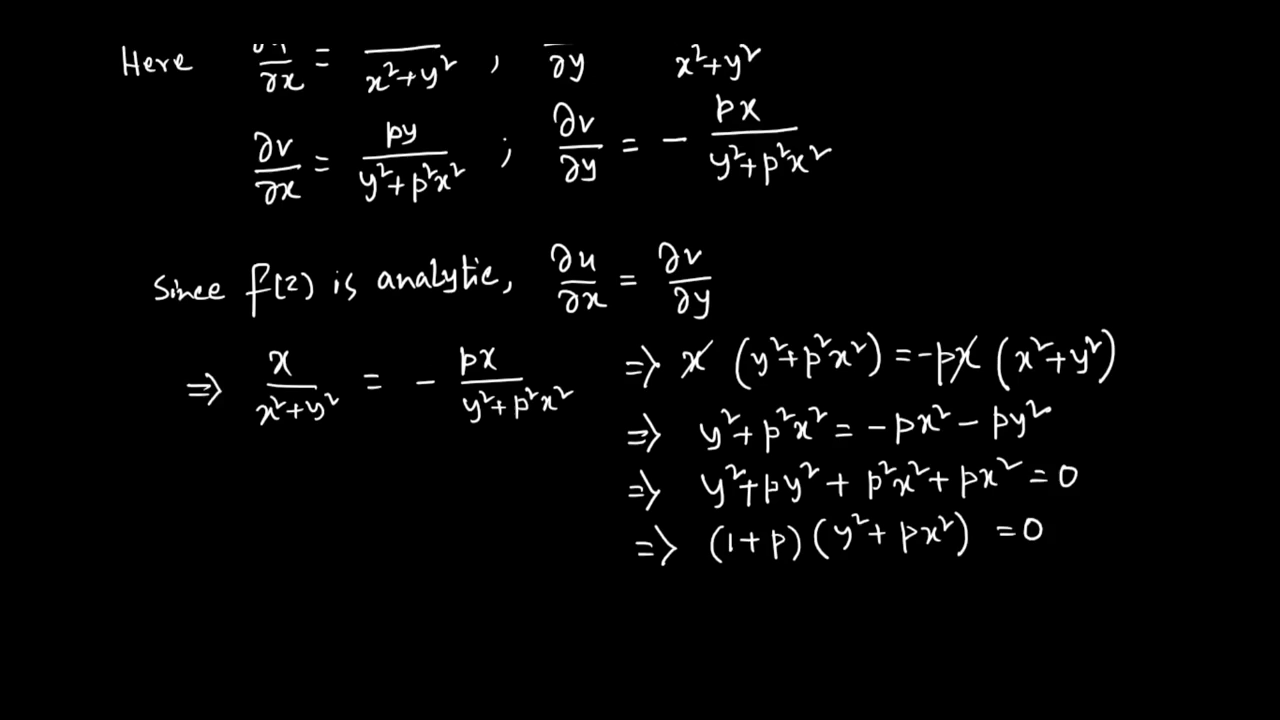 Here ∂x = x²+y² , ∂y x²+y²
∂v/∂x = py/(y²+p²x²) ; ∂v/∂y = - px/(y²+p²x²)
Since f(z) is analytic, ∂u/∂x = ∂v/∂y
⇒ x/(x²+y²) = - px/(y²+p²x²) ⇒ x (y²+p²x²) = -px (x²+y²)
⇒ y²+p²x² = -px² - py²
⇒ y²+py² + p²x²+px² = 0
⇒ (1+p) (y²+px²) = 0